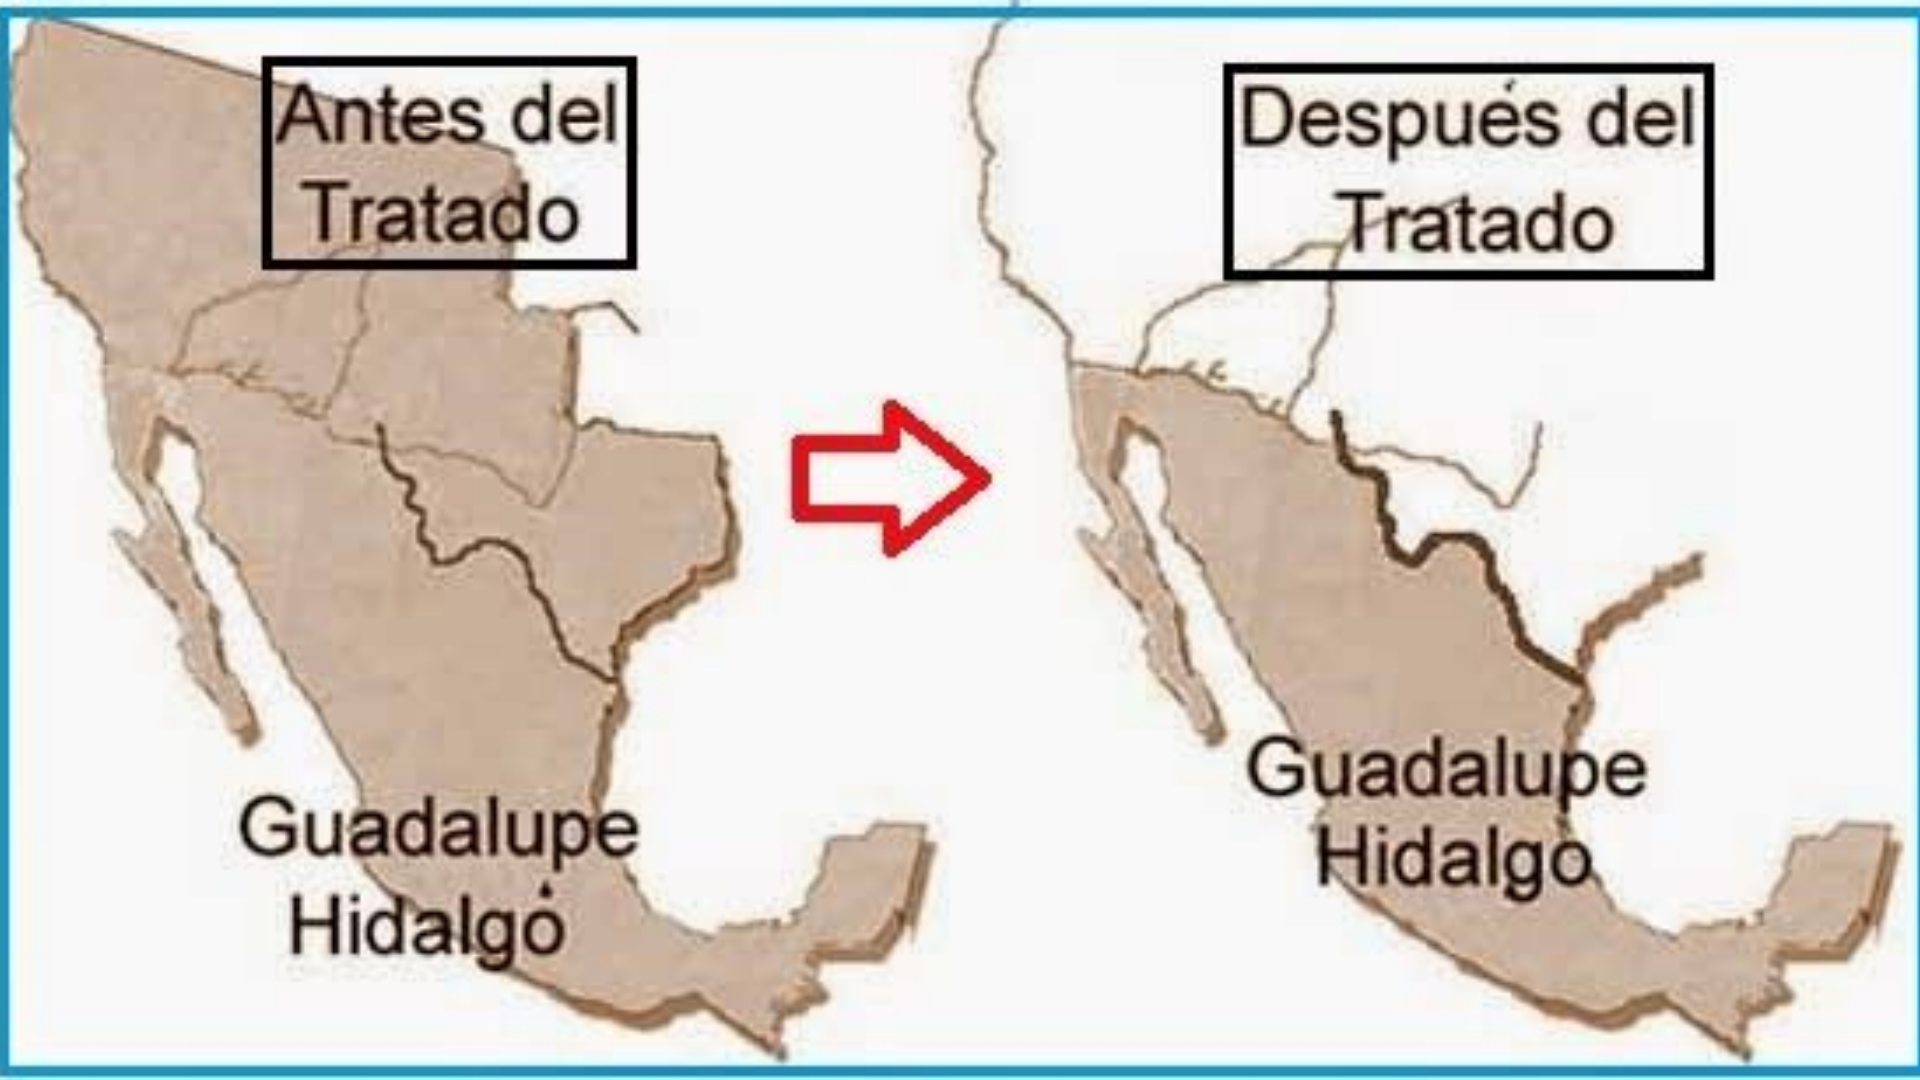 Antes del
Tratado
Guadalupe
Hidalgo
Después del
Tratado
Guadalupe
Hidalgo